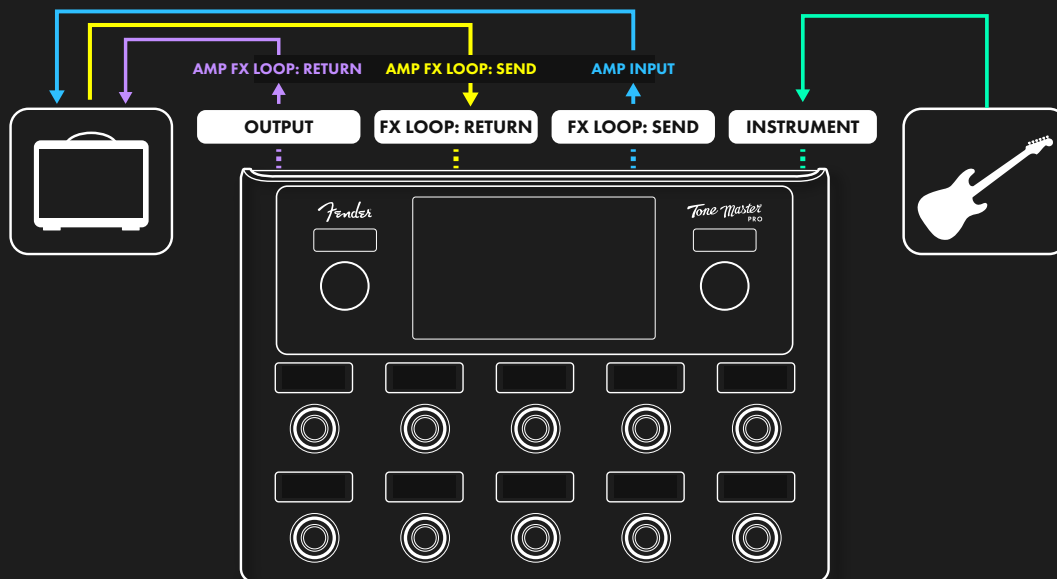 AMP FX LOOP: RETURN
AMP FX LOOP: SEND
AMP INPUT
OUTPUT
FX LOOP: RETURN
FX LOOP: SEND
INSTRUMENT
Fender
Tone Master
PRO